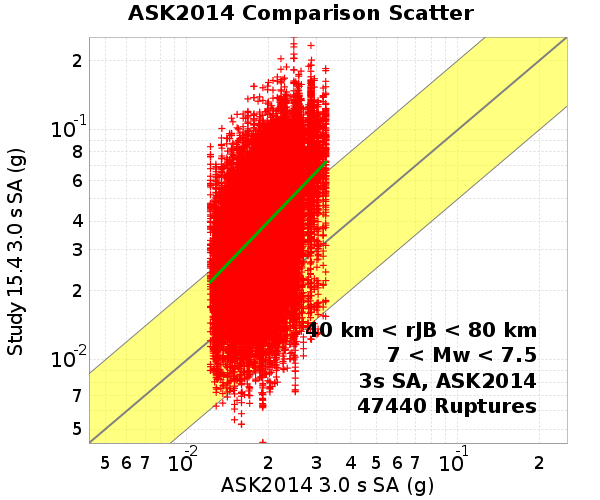 ASK2014 Comparison Scatter
Study 15.4 3.0 s SA (g)
2
10-1
8
6
4
3
2
10-2
7
5
40 km < rJB < 80 km
7 < Mw < 7.5
3s SA, ASK2014
47440 Ruptures
5 6 7 10-2 2 3 4 5 6 7 10-1 2
ASK2014 3.0 s SA (g)